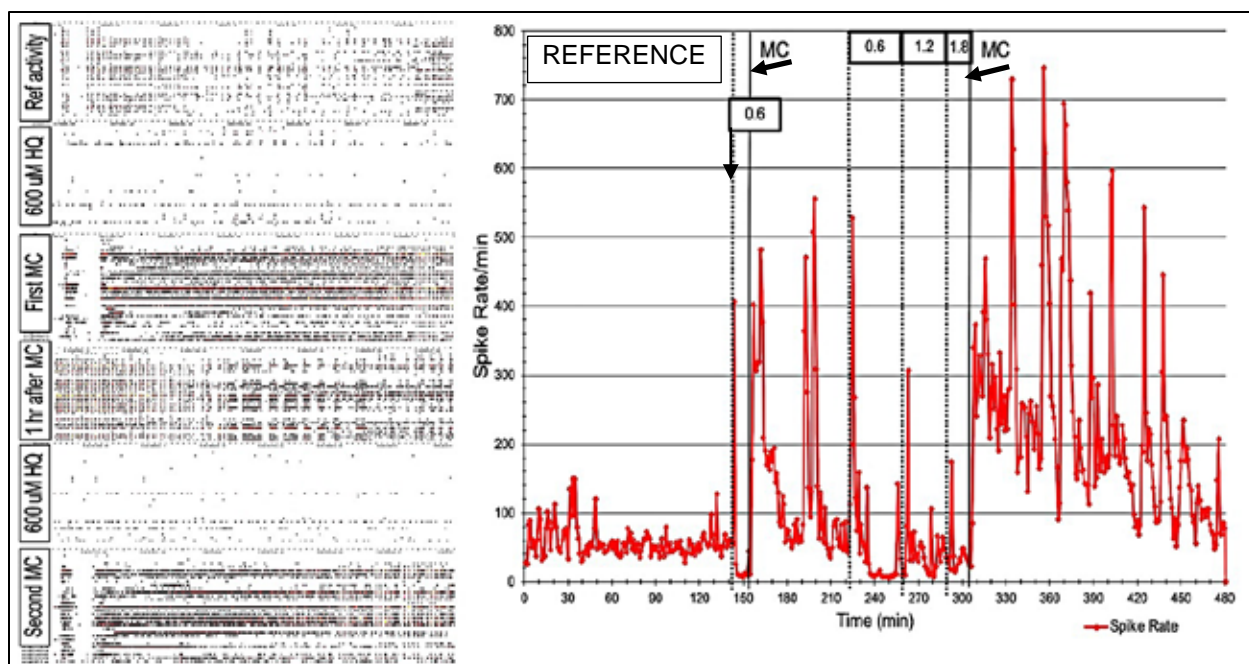 Ref activity
600 uM HQ
First MC
1 hr after MC
600 uM HQ
Second MC
REFERENCE
MC
0.6
0.6
1.2
1.8
MC
Spike Rate/min
800
700
600
500
400
300
200
100
0
0 30 60 90 120 150 180 210 240 270 300 330 360 390 420 450 480
Time (min)
Spike Rate